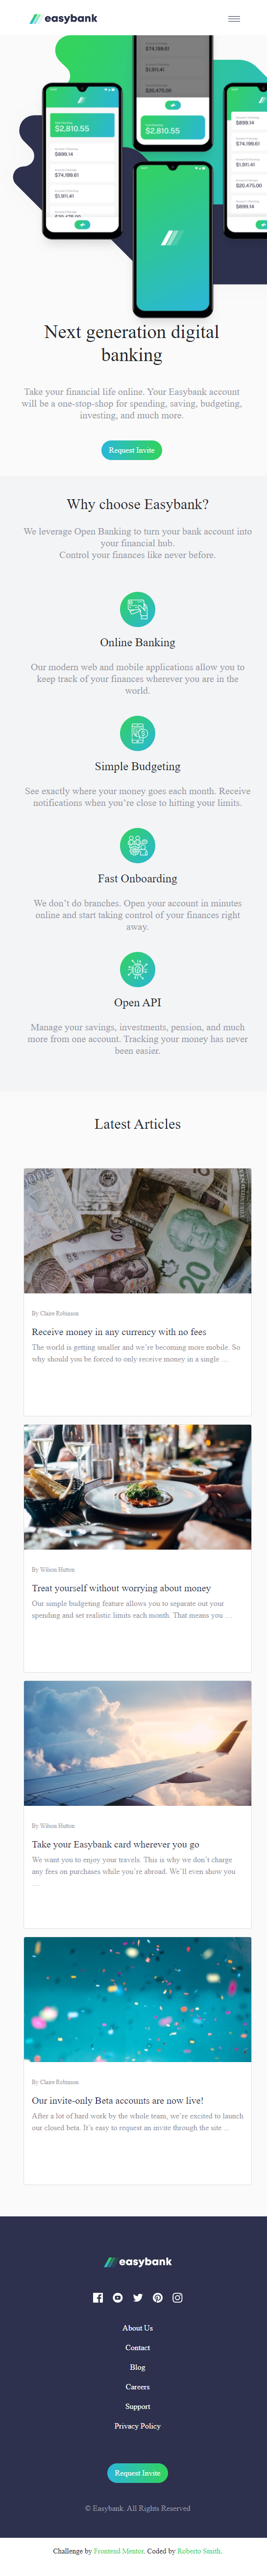 easybank
$74,199.61
$1,911.41
$2,810.55
$899.14
$74,199.61
$1,911.41
$20,475.00
$2,810.55
$899.14
$74,199.61
$20,475.00
$1,911.41
$899.14
Next generation digital
banking
Take your financial life online. Your Easybank account
will be a one-stop-shop for spending, saving, budgeting,
investing, and much more.
Request Invite
Why choose Easybank?
We leverage Open Banking to turn your bank account into
your financial hub.
Control your finances like never before.
Online Banking
Our modern web and mobile applications allow you to
keep track of your finances wherever you are in the
world.
Simple Budgeting
See exactly where your money goes each month. Receive
notifications when you’re close to hitting your limits.
Fast Onboarding
We don’t do branches. Open your account in minutes
online and start taking control of your finances right
away.
Open API
Manage your savings, investments, pension, and much
more from one account. Tracking your money has never
been easier.
Latest Articles
20
By Claire Robinson
Receive money in any currency with no fees
The world is getting smaller and we’re becoming more mobile. So
why should you be forced to only receive money in a single …
By Wilson Hutton
Treat yourself without worrying about money
Our simple budgeting feature allows you to separate out your
spending and set realistic limits each month. That means you …
By Wilson Hutton
Take your Easybank card wherever you go
We want you to enjoy your travels. This is why we don’t charge
any fees on purchases while you’re abroad. We’ll even show you
…
By Claire Robinson
Our invite-only Beta accounts are now live!
After a lot of hard work by the whole team, we’re excited to launch
our closed beta. It’s easy to request an invite through the site ...
easybank
About Us
Contact
Blog
Careers
Support
Privacy Policy
Request Invite
© Easybank. All Rights Reserved
Challenge by Frontend Mentor. Coded by Roberto Smith.